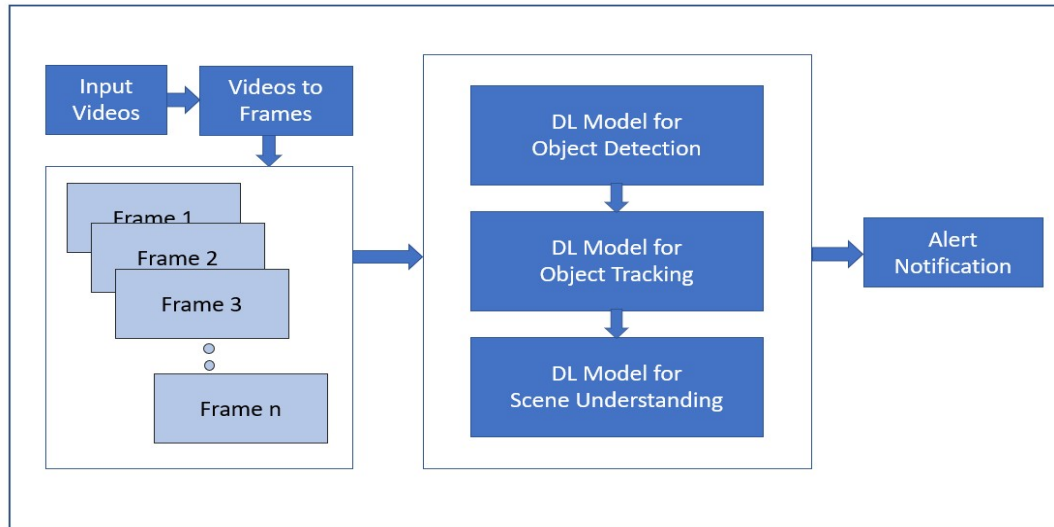 Input
Videos
Videos to
Frames
Frame 1
Frame 2
Frame 3
Frame n
DL Model for
Object Detection
DL Model for
Object Tracking
DL Model for
Scene Understanding
Alert
Notification